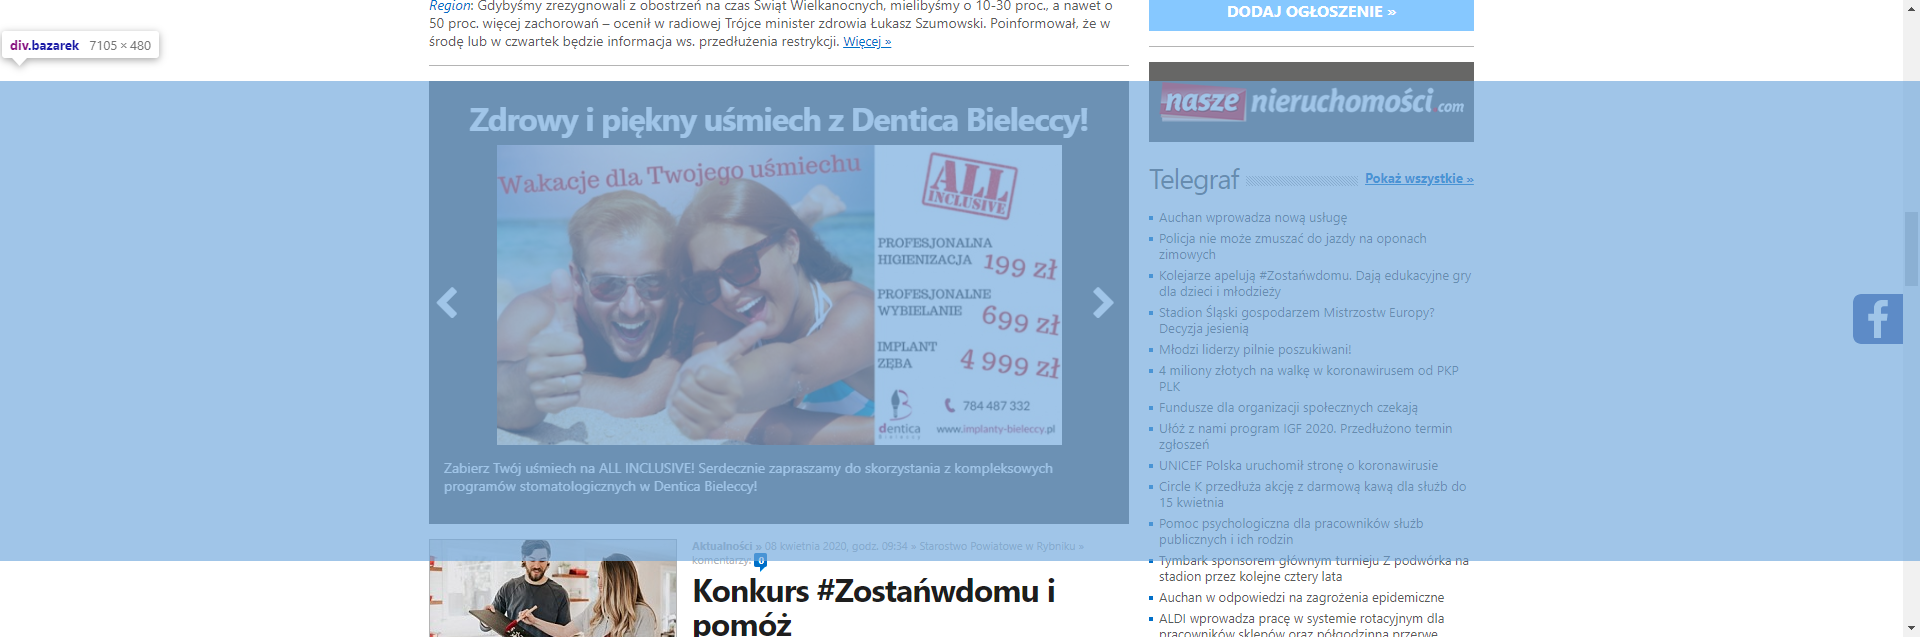 div.bazarek 7105 × 480
Region: Gdybyśmy zrezygnowali z obostrzeń na czas Świąt Wielkanocnych, mielibyśmy o 10-30 proc., a nawet o
50 proc. więcej zachorowań – ocenił w radiowej Trójce minister zdrowia Łukasz Szumowski. Poinformował, że w
środę lub w czwartek będzie informacja ws. przedłużenia restrykcji. Więcej »
Zdrowy i piękny uśmiech z Dentica Bieleccy!
Wakacje dla Twojego uśmiechu
ALL
INCLUSIVE
PROFESJONALNA
HIGIENIZACJA 199 zł
PROFESJONALNE
WYBIELANIE 699 zł
IMPLANT
ZĘBA 4 999 zł
dentica
Bieleccy
784 487 332
www.implanty-bieleccy.pl
Zabierz Twój uśmiech na ALL INCLUSIVE! Serdecznie zapraszamy do skorzystania z kompleksowych
programów stomatologicznych w Dentica Bieleccy!
Aktualności » 08 kwietnia 2020, godz. 09:34 » Starostwo Powiatowe w Rybniku »
komentarzy: 0
Konkurs #Zostańwdomu i
pomóż
DODAJ OGŁOSZENIE »
nasze nieruchomości.com
Telegraf Pokaż wszystkie »
Auchan wprowadza nową usługę
Policja nie może zmuszać do jazdy na oponach
zimowych
Kolejarze apelują #Zostańwdomu. Dają edukacyjne gry
dla dzieci i młodzieży
Stadion Śląski gospodarzem Mistrzostw Europy?
Decyzja jesienią
Młodzi liderzy pilnie poszukiwani!
4 miliony złotych na walkę w koronawirusem od PKP
PLK
Fundusze dla organizacji społecznych czekają
Ułóż z nami program IGF 2020. Przedłużono termin
zgłoszeń
UNICEF Polska uruchomił stronę o koronawirusie
Circle K przedłuża akcję z darmową kawą dla służb do
15 kwietnia
Pomoc psychologiczna dla pracowników służb
publicznych i ich rodzin
Tymbark sponsorem głównym turnieju Z podwórka na
stadion przez kolejne cztery lata
Auchan w odpowiedzi na zagrożenia epidemiczne
ALDI wprowadza pracę w systemie rotacyjnym dla
pracowników sklepów oraz półgodzinną przerwę
f